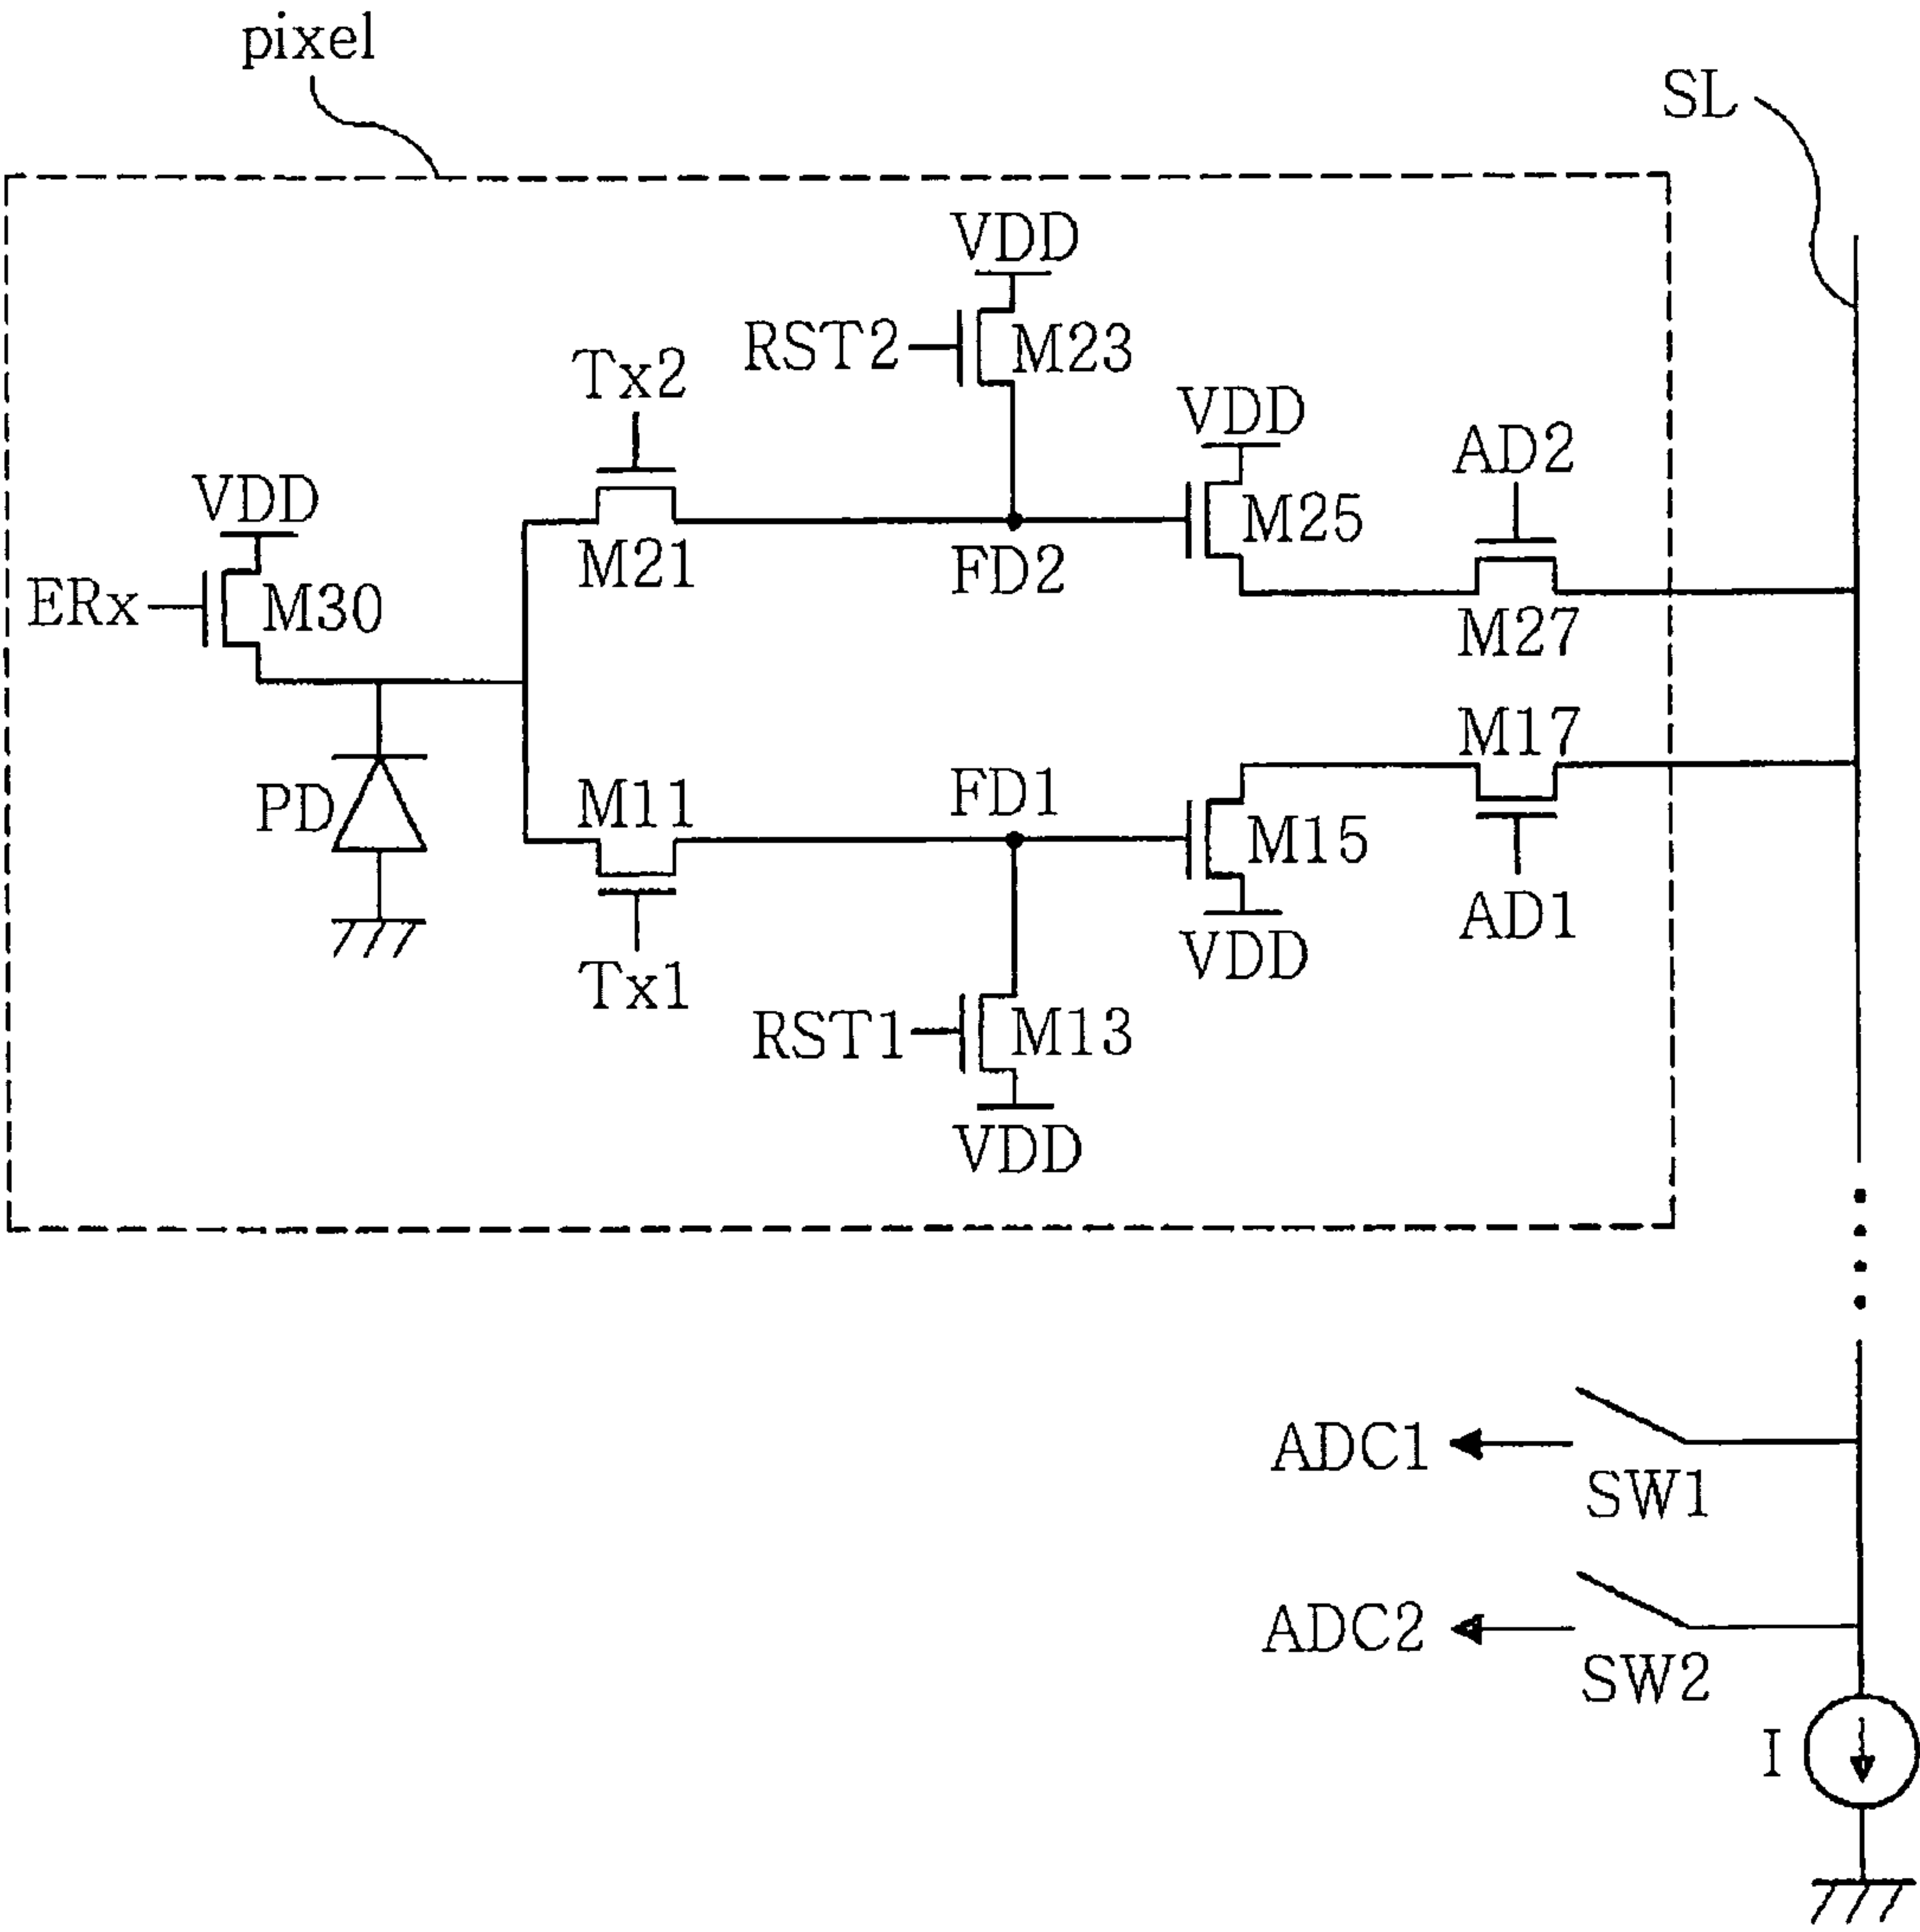 pixel
SL
VDD
RST2
M23
Tx2
VDD
AD2
VDD
M25
M21
FD2
ERx
M30
M27
M17
PD
M11
FD1
M15
AD1
VDD
Tx1
RST1
M13
VDD
ADC1
SW1
ADC2
SW2
I